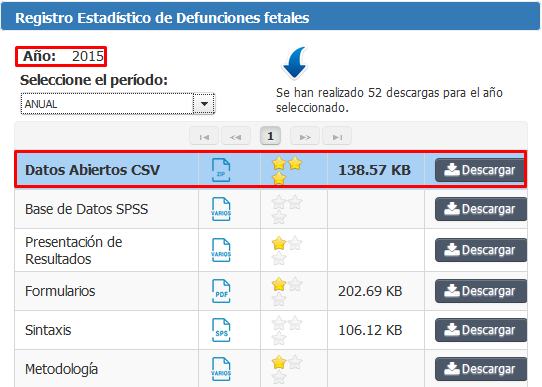 Registro Estadístico de Defunciones fetales
Año: 2015
Seleccione el período:
ANUAL
Se han realizado 52 descargas para el año
seleccionado.
1
Datos Abiertos CSV ZIP 138.57 KB Descargar
Base de Datos SPSS VARIOS Descargar
Presentación de
Resultados VARIOS Descargar
Formularios PDF 202.69 KB Descargar
Sintaxis SPS 106.12 KB Descargar
Metodología VARIOS Descargar